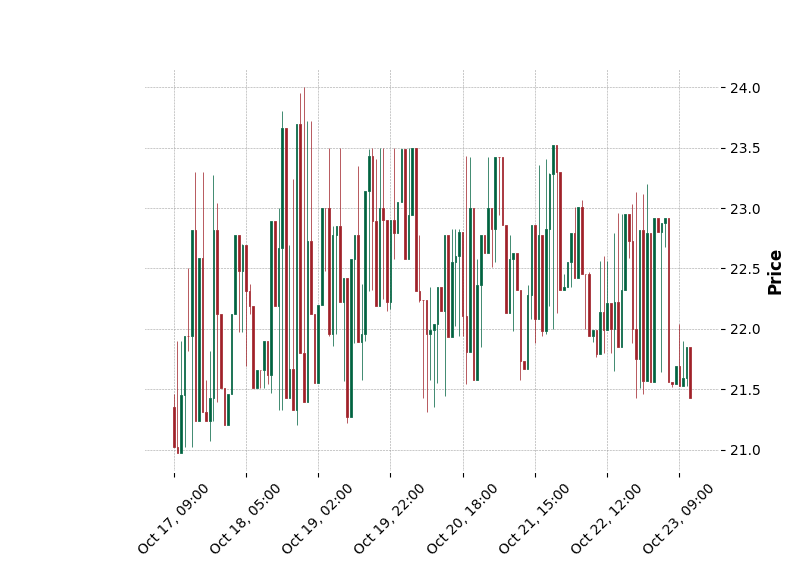 24.0
23.5
23.0
22.5
22.0
21.5
21.0
Price
Oct 17, 09:00
Oct 18, 05:00
Oct 19, 02:00
Oct 19, 22:00
Oct 20, 18:00
Oct 21, 15:00
Oct 22, 12:00
Oct 23, 09:00